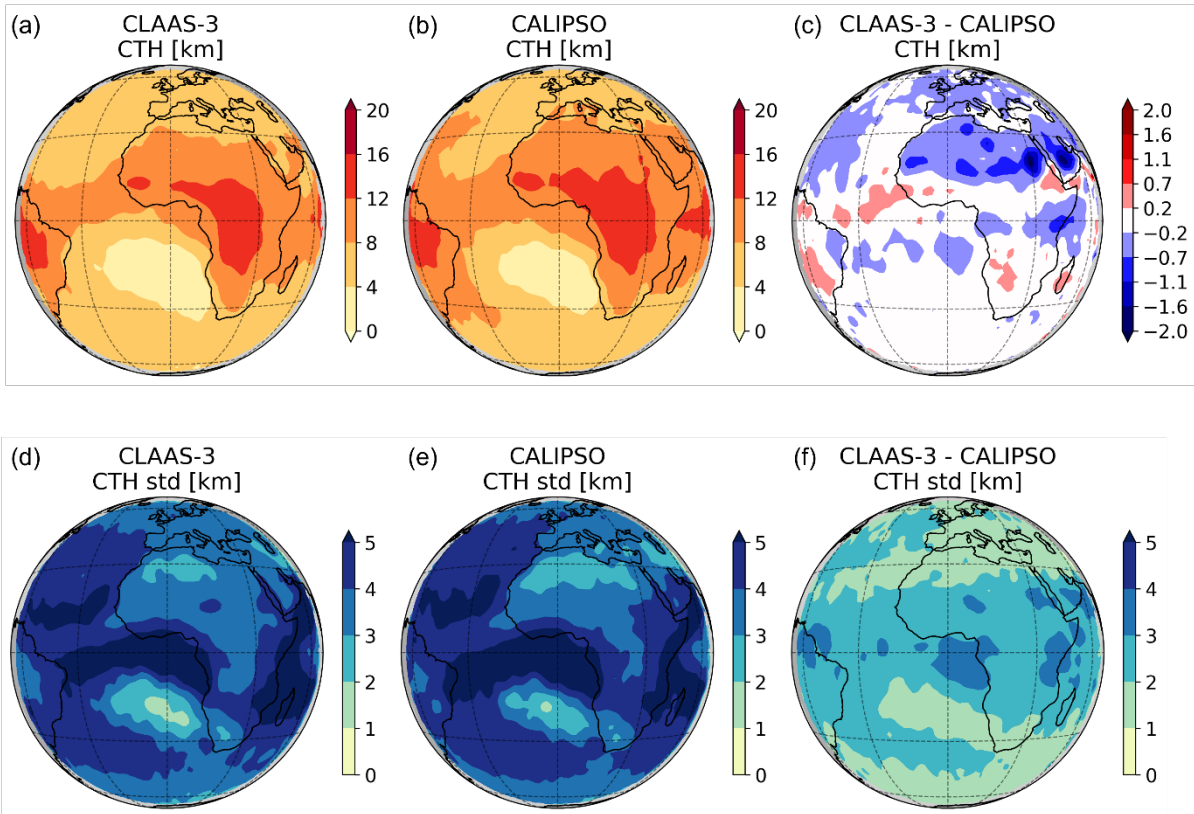 (a)
CLAAS-3
CTH [km]
20
16
12
8
4
0
(b)
CALIPSO
CTH [km]
20
16
12
8
4
0
(c)
CLAAS-3 - CALIPSO
CTH [km]
2.0
1.6
1.1
0.7
0.2
−0.2
−0.7
−1.1
−1.6
−2.0
(d)
CLAAS-3
CTH std [km]
5
4
3
2
1
0
(e)
CALIPSO
CTH std [km]
5
4
3
2
1
0
(f)
CLAAS-3 - CALIPSO
CTH std [km]
5
4
3
2
1
0